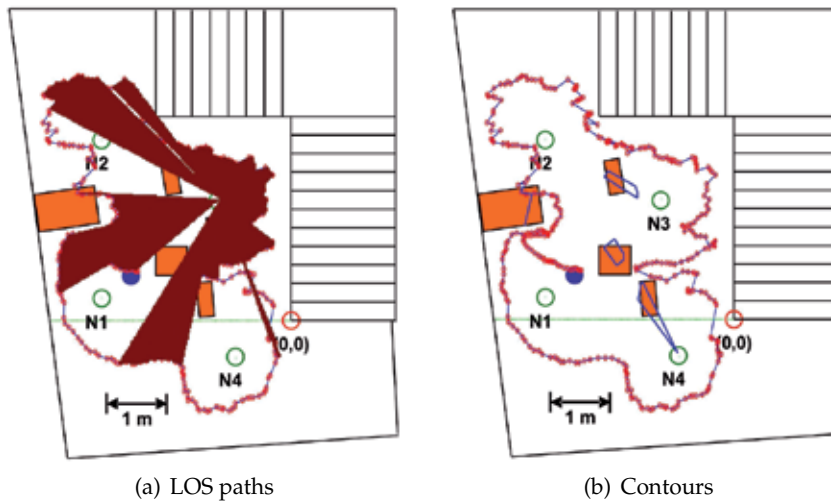 N2
N1
N4
(0,0)
1 m
(a) LOS paths
N2
N3
N1
N4
(0,0)
1 m
(b) Contours